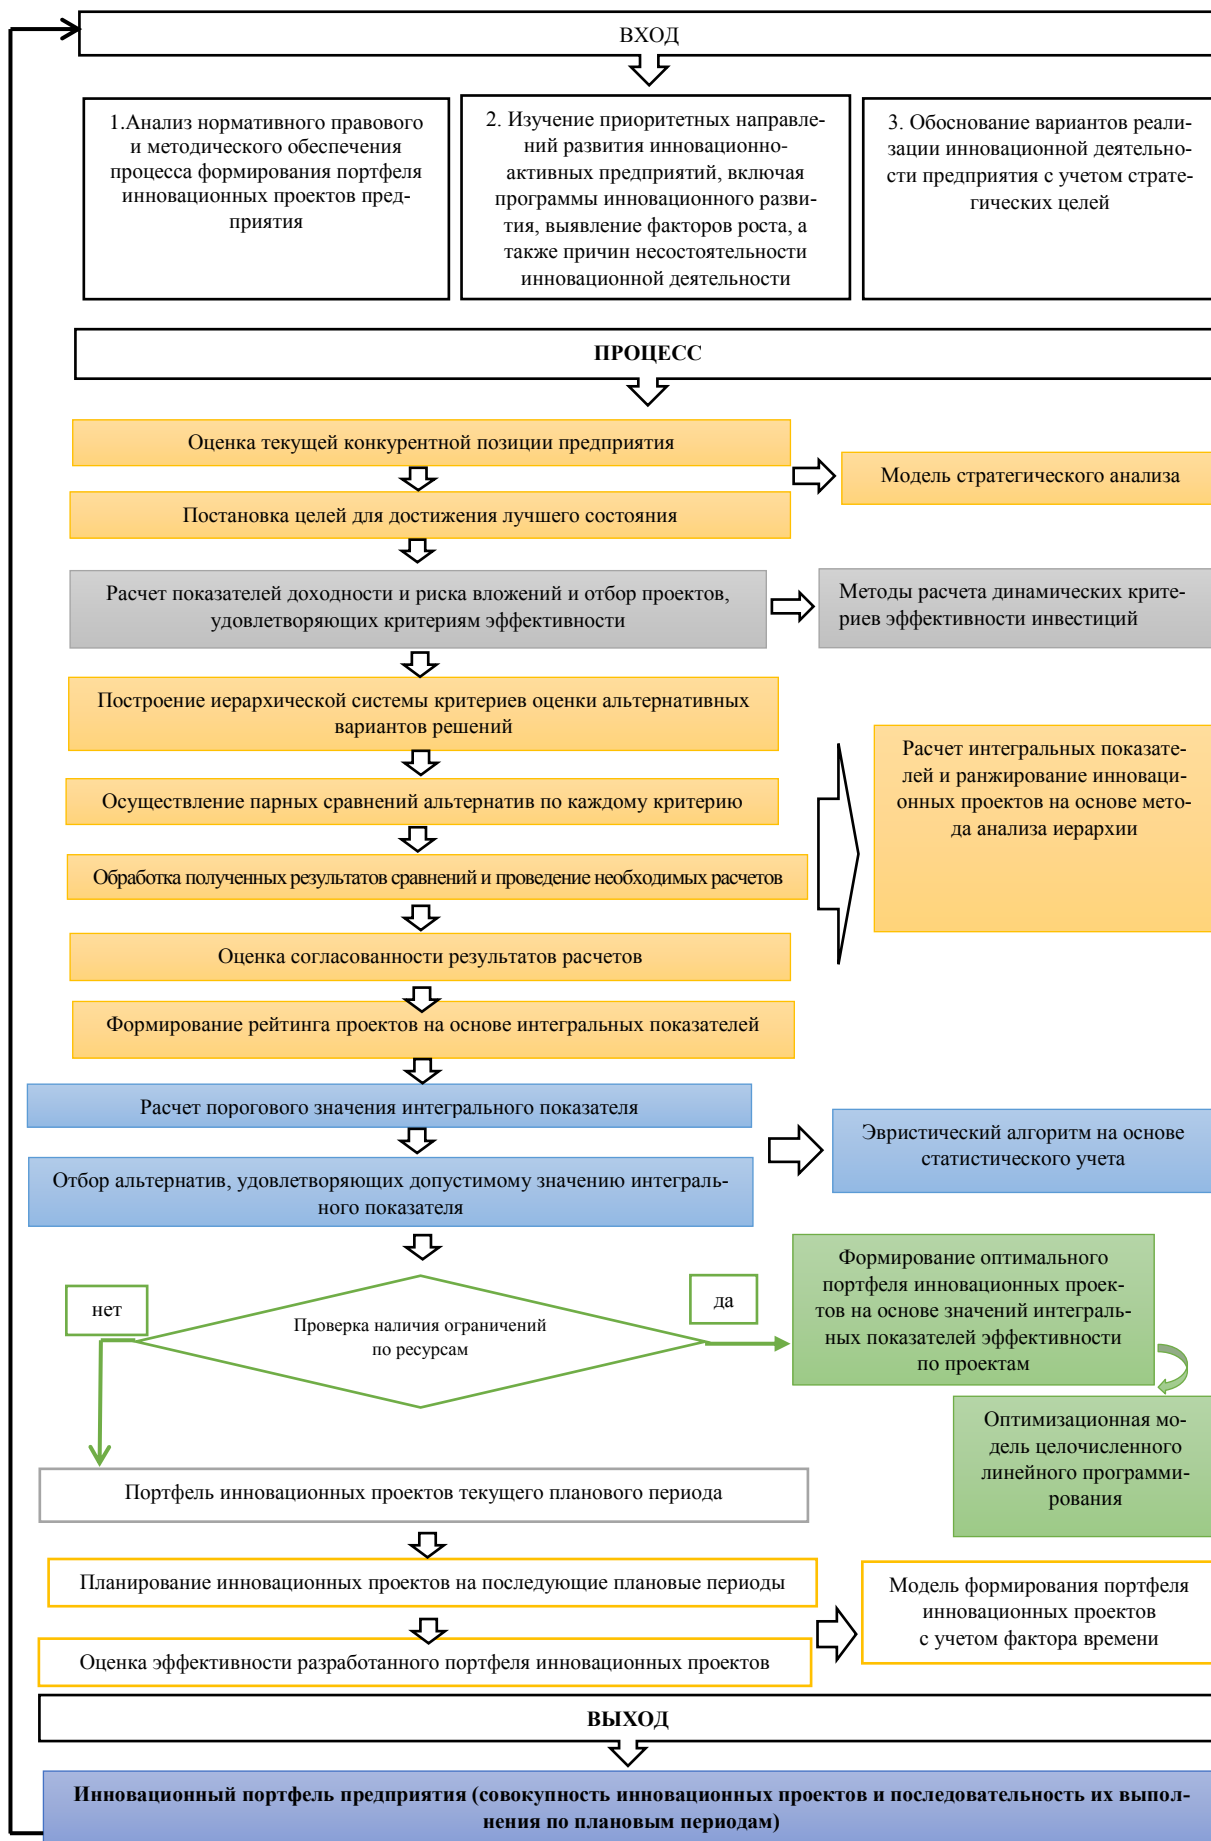 ВХОД
1.Анализ нормативного правового
и методического обеспечения
процесса формирования портфеля
инновационных проектов пред-
приятия
2. Изучение приоритетных направле-
ний развития инновационно-
активных предприятий, включая
программы инновационного разви-
тия, выявление факторов роста, а
также причин несостоятельности
инновационной деятельности
3. Обоснование вариантов реали-
зации инновационной деятельно-
сти предприятия с учетом страте-
гических целей
ПРОЦЕСС
Оценка текущей конкурентной позиции предприятия
Модель стратегического анализа
Постановка целей для достижения лучшего состояния
Расчет показателей доходности и риска вложений и отбор проектов,
удовлетворяющих критериям эффективности
Методы расчета динамических крите-
риев эффективности инвестиций
Построение иерархической системы критериев оценки альтернативных
вариантов решений
Осуществление парных сравнений альтернатив по каждому критерию
Обработка полученных результатов сравнений и проведение необходимых расчетов
Расчет интегральных показате-
лей и ранжирование инноваци-
онных проектов на основе мето-
да анализа иерархии
Оценка согласованности результатов расчетов
Формирование рейтинга проектов на основе интегральных показателей
Расчет порогового значения интегрального показателя
Эвристический алгоритм на основе
статистического учета
Отбор альтернатив, удовлетворяющих допустимому значению интеграль-
ного показателя
нет
Проверка наличия ограничений
по ресурсам
да
Формирование оптимального
портфеля инновационных проек-
тов на основе значений интеграль-
ных показателей эффективности
по проектам
Оптимизационная мо-
дель целочисленного
линейного программи-
рования
Портфель инновационных проектов текущего планового периода
Планирование инновационных проектов на последующие плановые периоды
Модель формирования портфеля
инновационных проектов
с учетом фактора времени
Оценка эффективности разработанного портфеля инновационных проектов
ВЫХОД
Инновационный портфель предприятия (совокупность инновационных проектов и последовательность их выпол-
нения по плановым периодам)